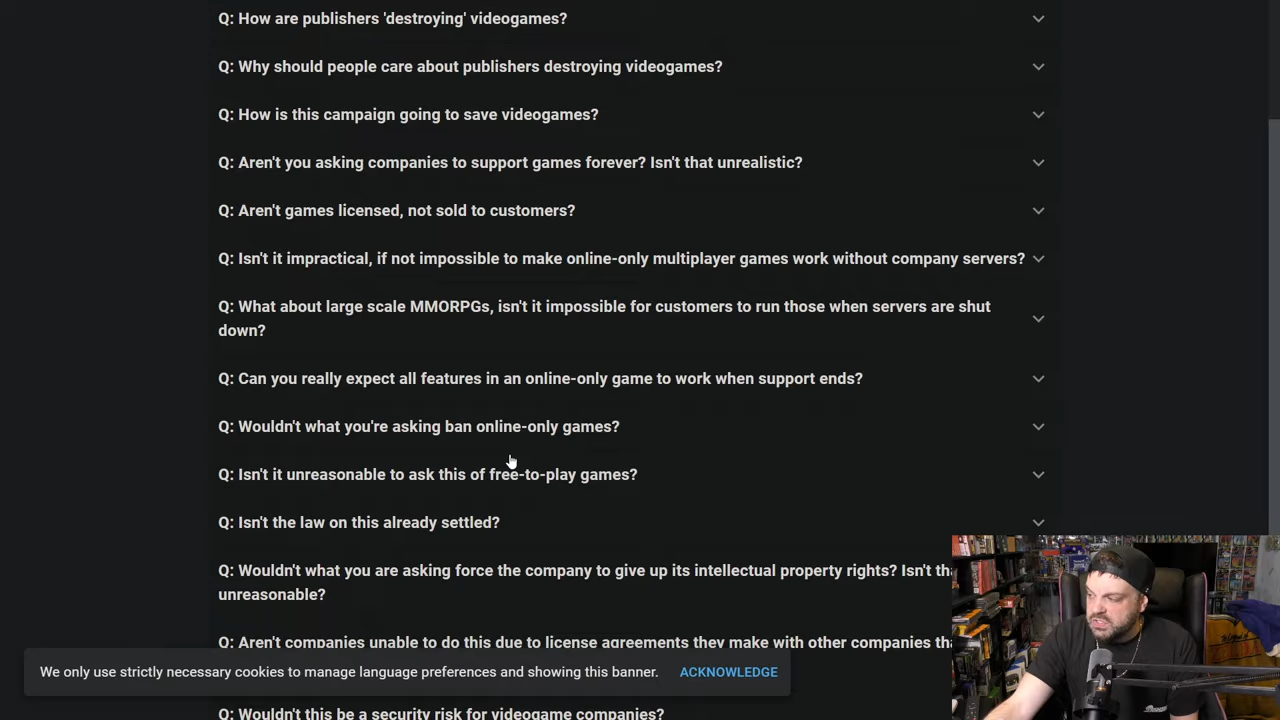 Q: How are publishers 'destroying' videogames?
Q: Why should people care about publishers destroying videogames?
Q: How is this campaign going to save videogames?
Q: Aren't you asking companies to support games forever? Isn't that unrealistic?
Q: Aren't games licensed, not sold to customers?
Q: Isn't it impractical, if not impossible to make online-only multiplayer games work without company servers?
Q: What about large scale MMORPGs, isn't it impossible for customers to run those when servers are shut
down?
Q: Can you really expect all features in an online-only game to work when support ends?
Q: Wouldn't what you're asking ban online-only games?
Q: Isn't it unreasonable to ask this of free-to-play games?
Q: Isn't the law on this already settled?
Q: Wouldn't what you are asking force the company to give up its intellectual property rights? Isn't
unreasonable?
Q: Aren't companies unable to do this due to license agreements they make with other companies
We only use strictly necessary cookies to manage language preferences and showing this banner. ACKNOWLEDGE
Q: Wouldn't this be a security risk for videogame companies?